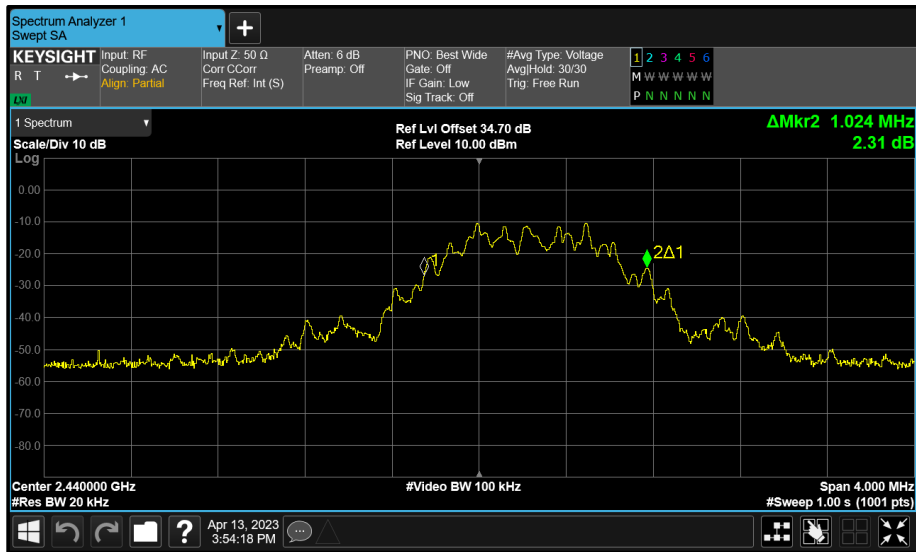 Spectrum Analyzer 1
Swept SA
+
KEYSIGHT
R T
LXI
Input: RF
Coupling: AC
Align: Partial
Input Z: 50 Ω
Corr CCorr
Freq Ref: Int (S)
Atten: 6 dB
Preamp: Off
PNO: Best Wide
Gate: Off
IF Gain: Low
Sig Track: Off
#Avg Type: Voltage
Avg|Hold: 30/30
Trig: Free Run
1 2 3 4 5 6
M W W W W W
P N N N N N
1 Spectrum
Scale/Div 10 dB
Ref Lvl Offset 34.70 dB
Ref Level 10.00 dBm
ΔMkr2 1.024 MHz
2.31 dB
Log
0.00
-10.0
-20.0
-30.0
-40.0
-50.0
-60.0
-70.0
-80.0
1
2Δ1
Center 2.440000 GHz
#Res BW 20 kHz
#Video BW 100 kHz
Span 4.000 MHz
#Sweep 1.00 s (1001 pts)
?
Apr 13, 2023
3:54:18 PM